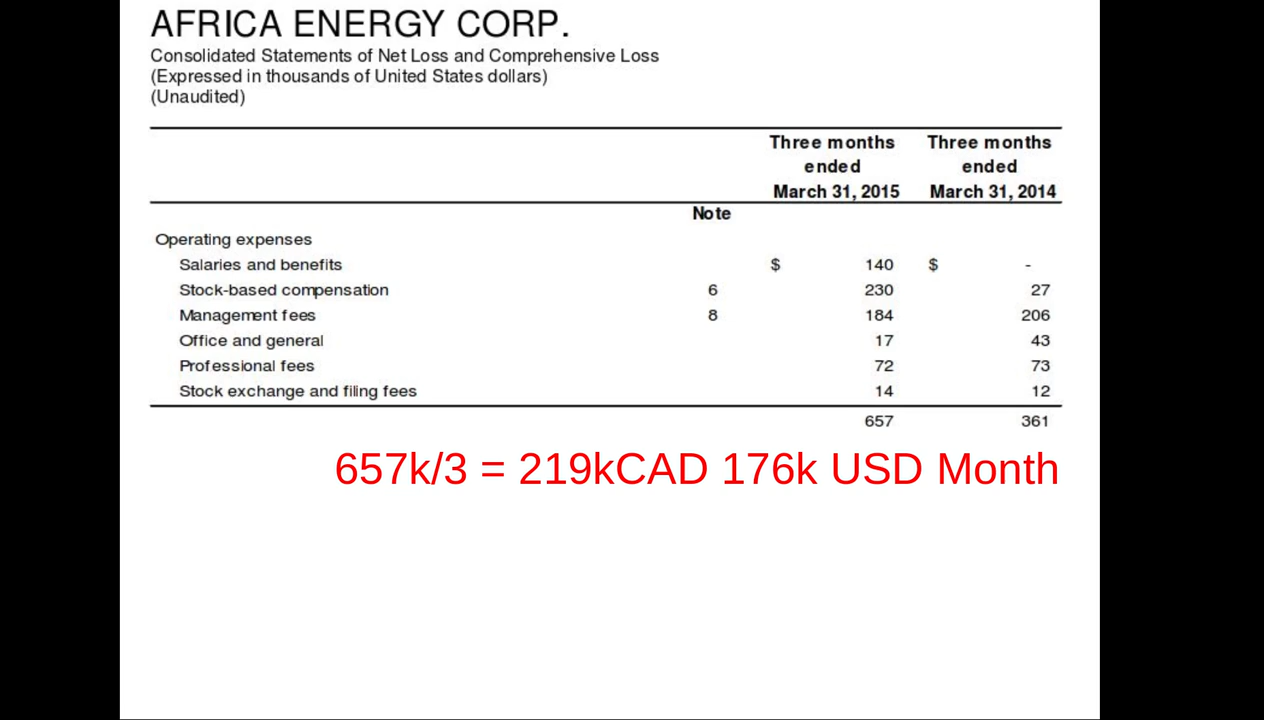 AFRICA ENERGY CORP.
Consolidated Statements of Net Loss and Comprehensive Loss
(Expressed in thousands of United States dollars)
(Unaudited)
Three months Three months
ended ended
March 31, 2015 March 31, 2014
Note
Operating expenses
Salaries and benefits $ 140 $ -
Stock-based compensation 6 230 27
Management fees 8 184 206
Office and general 17 43
Professional fees 72 73
Stock exchange and filing fees 14 12
657 361
657k/3 = 219kCAD 176k USD Month